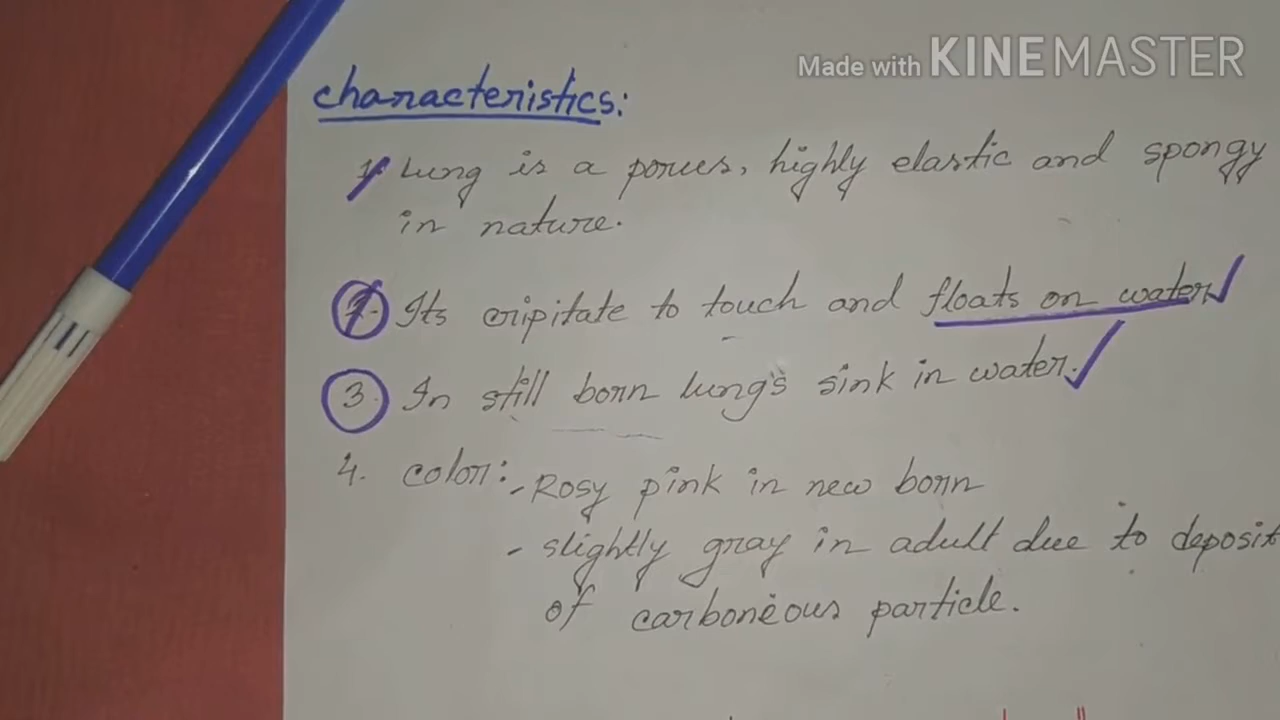 Made with KINEMASTER
characteristics:
1. Lung is a porus, highly elastic and spongy
in nature.
2. Its cripitate to touch and floats on water
3. In still born lung's sink in water.
4. color: - Rosy pink in new born
- slightly gray in adult due to deposit
of carboneous particle.